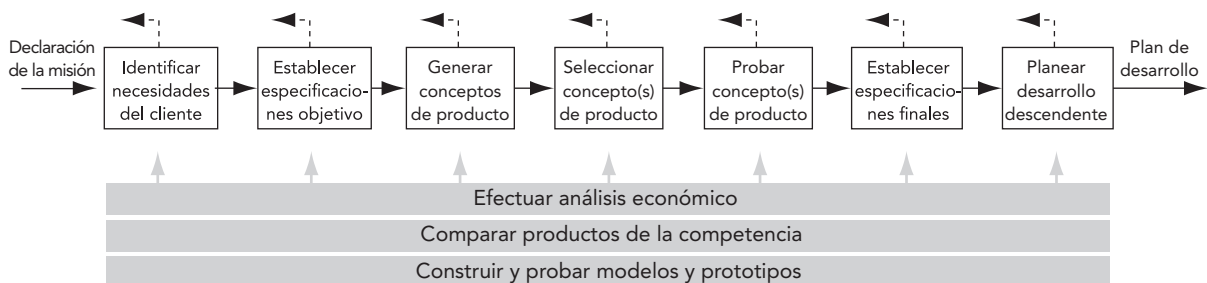 Declaración
de la misión
Identificar
necesidades
del cliente
Establecer
especificacio-
nes objetivo
Generar
conceptos
de producto
Seleccionar
concepto(s)
de producto
Probar
concepto(s)
de producto
Establecer
especificacio-
nes finales
Planear
desarrollo
descendente
Plan de
desarrollo
Efectuar análisis económico
Comparar productos de la competencia
Construir y probar modelos y prototipos